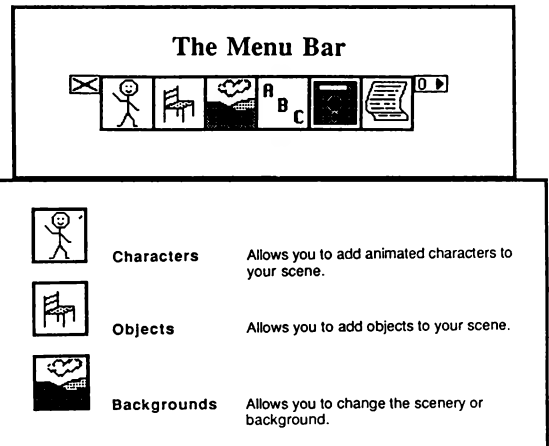 The Menu Bar
A
B
C
0
Characters Allows you to add animated characters to
your scene.
Objects Allows you to add objects to your scene.
Backgrounds Allows you to change the scenery or
background.